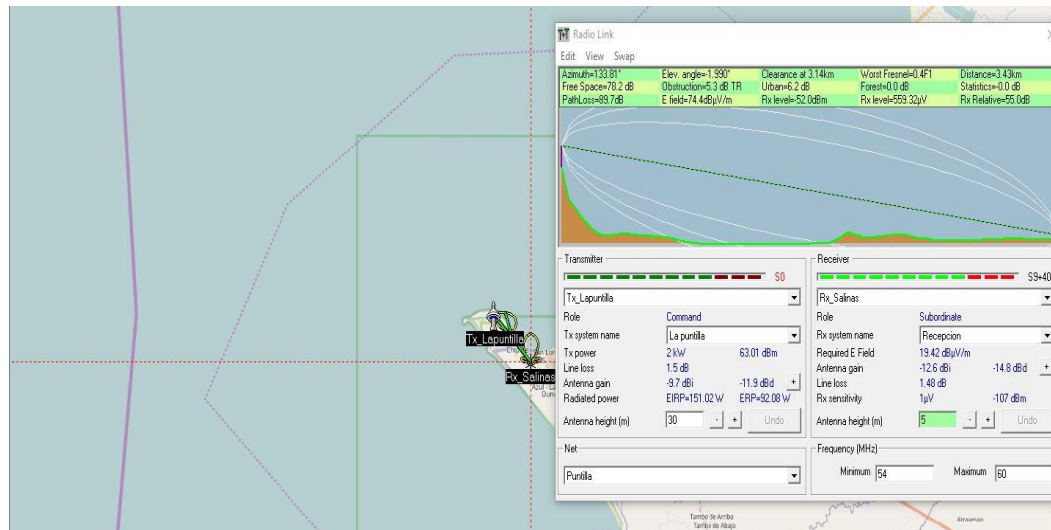 Radio Link
Edit View Swap
Azimuth=133.81° Elev. angle=-1.990° Clearance at 3.14km Worst Fresnel=0.4F1 Distance=3.43km
Free Space=78.2 dB Obstruction=5.3 dB TR Urban=6.2 dB Forest=0.0 dB Statistics=-0.0 dB
PathLoss=89.7dB E field=74.4dBµV/m Rx level=-52.0dBm Rx level=559.32µV Rx Relative=55.0dB
Transmitter Receiver
S0 S9+40
Tx_Lapuntilla Rx_Salinas
Role Command Role Subordinate
Tx system name La puntilla Rx system name Recepcion
Tx power 2 kW 63.01 dBm Required E Field 19.42 dBµV/m
Line loss 1.5 dB Antenna gain -12.6 dBi -14.8 dBd +
Antenna gain -9.7 dBi -11.9 dBd + Line loss 1.48 dB
Radiated power EIRP=151.02 W ERP=92.08 W Rx sensitivity 1µV -107 dBm
Antenna height (m) 30 - + Undo Antenna height (m) 5 - + Undo
Net Frequency (MHz)
Puntilla Minimum 54 Maximum 60
Tx_Lapuntilla
Rx_Salinas
Tambo de Arriba
Tambo de Abajo